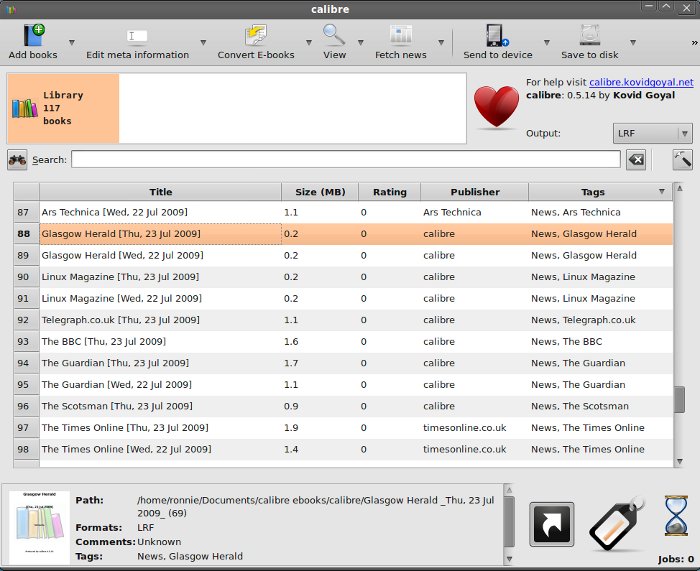 calibre
Add books
Edit meta information
Convert E-books
View
Fetch news
Send to device
Save to disk
»
Library
117
books
For help visit calibre.kovidgoyal.net
calibre: 0.5.14 by Kovid Goyal
Output: LRF
Search:
Title Size (MB) Rating Publisher Tags
87 Ars Technica [Wed, 22 Jul 2009] 1.1 0 Ars Technica News, Ars Technica
88 Glasgow Herald [Thu, 23 Jul 2009] 0.2 0 calibre News, Glasgow Herald
89 Glasgow Herald [Wed, 22 Jul 2009] 0.2 0 calibre News, Glasgow Herald
90 Linux Magazine [Thu, 23 Jul 2009] 0.2 0 calibre News, Linux Magazine
91 Linux Magazine [Wed, 22 Jul 2009] 0.2 0 calibre News, Linux Magazine
92 Telegraph.co.uk [Thu, 23 Jul 2009] 1.1 0 calibre News, Telegraph.co.uk
93 The BBC [Thu, 23 Jul 2009] 1.6 0 calibre News, The BBC
94 The Guardian [Thu, 23 Jul 2009] 1.7 0 calibre News, The Guardian
95 The Guardian [Wed, 22 Jul 2009] 1.1 0 calibre News, The Guardian
96 The Scotsman [Thu, 23 Jul 2009] 0.9 0 calibre News, The Scotsman
97 The Times Online [Thu, 23 Jul 2009] 1.9 0 timesonline.co.uk News, The Times Online
98 The Times Online [Wed, 22 Jul 2009] 1.4 0 timesonline.co.uk News, The Times Online
Glasgow Herald
[Thu, 23 Jul 2009]
Path: /home/ronnie/Documents/calibre ebooks/calibre/Glasgow Herald _Thu, 23 Jul
2009_ (69)
Formats: LRF
Comments: Unknown
Tags: News, Glasgow Herald
Jobs: 0